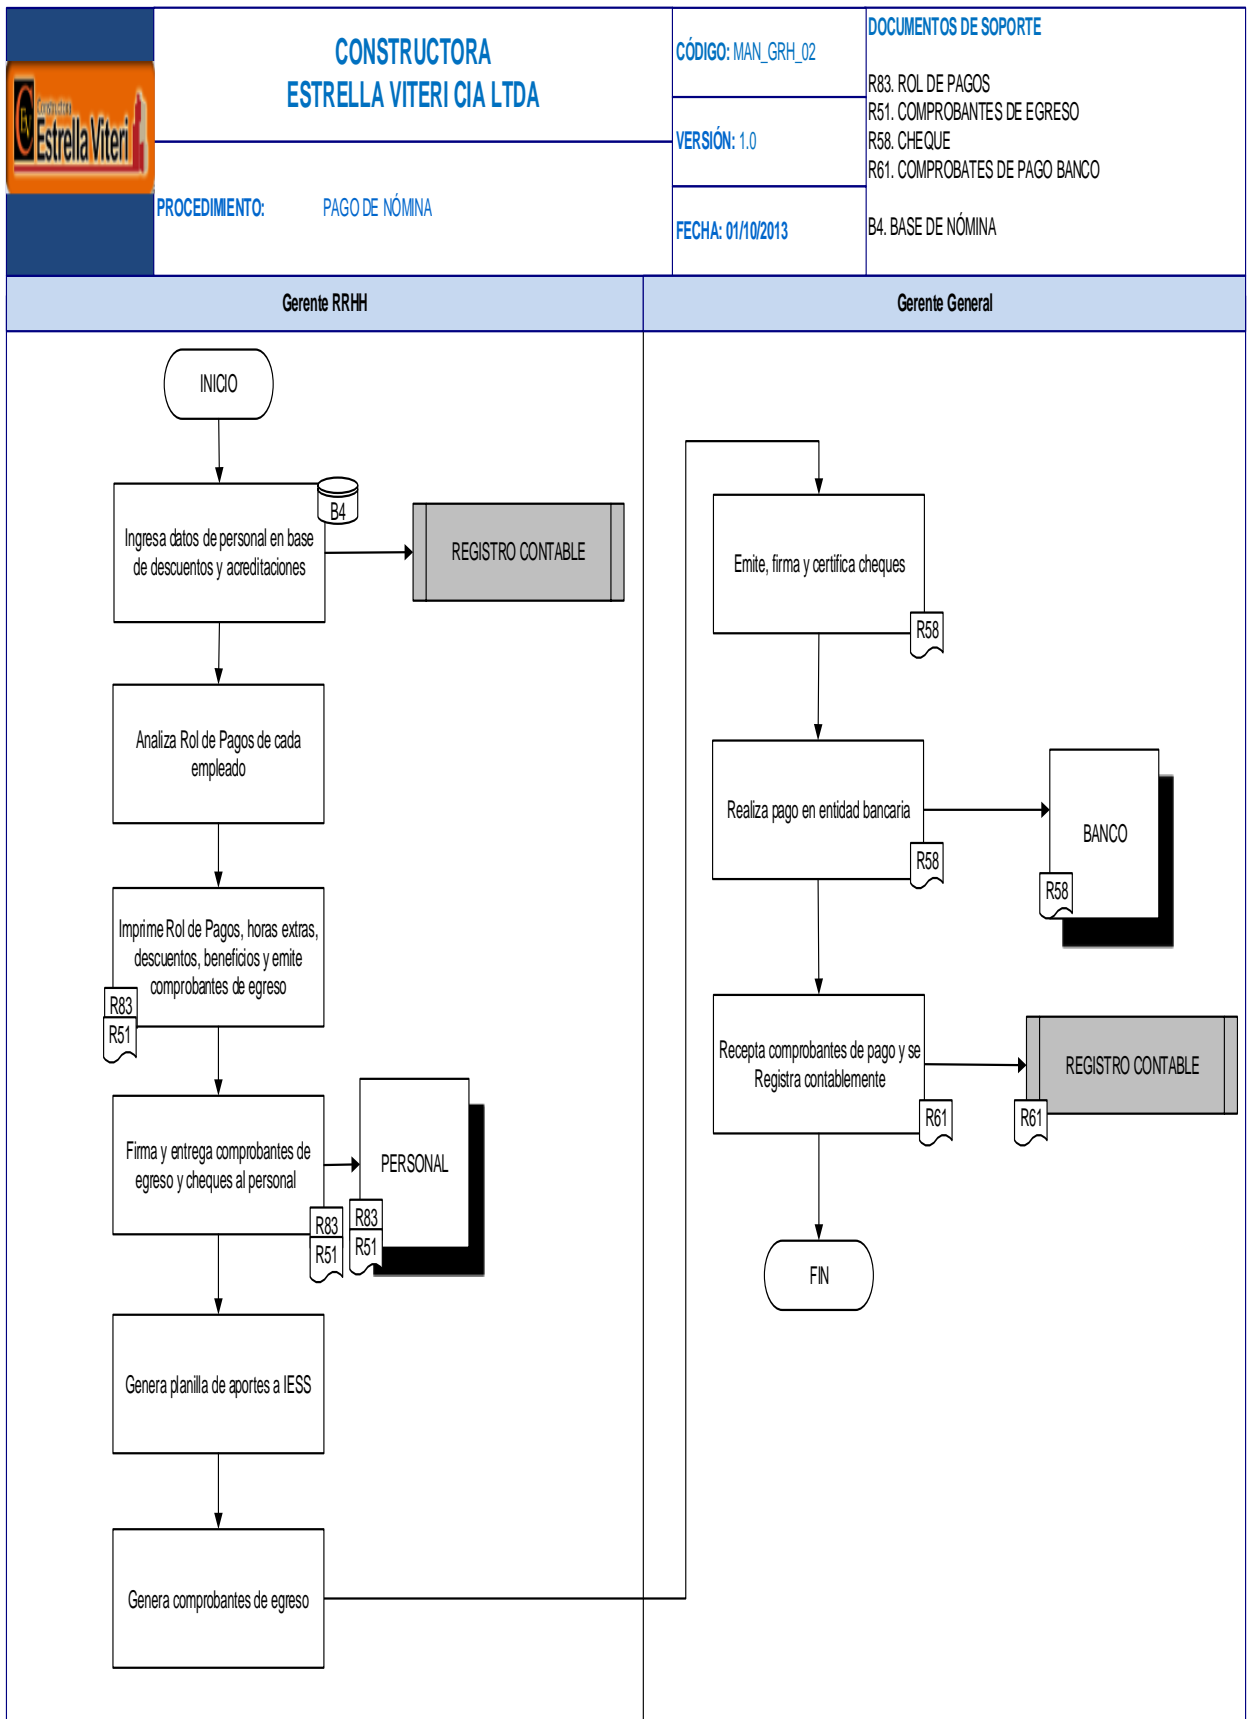 Constructora
Estrella Viteri
CONSTRUCTORA
ESTRELLA VITERI CIA LTDA
PROCEDIMIENTO: PAGO DE NÓMINA
CÓDIGO: MAN_GRH_02
VERSIÓN: 1.0
FECHA: 01/10/2013
DOCUMENTOS DE SOPORTE
R83. ROL DE PAGOS
R51. COMPROBANTES DE EGRESO
R58. CHEQUE
R61. COMPROBATES DE PAGO BANCO
B4. BASE DE NÓMINA
Gerente RRHH
INICIO
Ingresa datos de personal en base
de descuentos y acreditaciones
B4
REGISTRO CONTABLE
Analiza Rol de Pagos de cada
empleado
Imprime Rol de Pagos, horas extras,
descuentos, beneficios y emite
comprobantes de egreso
R83
R51
Firma y entrega comprobantes de
egreso y cheques al personal
R83
R51
PERSONAL
R83
R51
Genera planilla de aportes a IESS
Genera comprobantes de egreso
Gerente General
Emite, firma y certifica cheques
R58
Realiza pago en entidad bancaria
R58
BANCO
R58
Recepta comprobantes de pago y se
Registra contablemente
R61
REGISTRO CONTABLE
R61
FIN